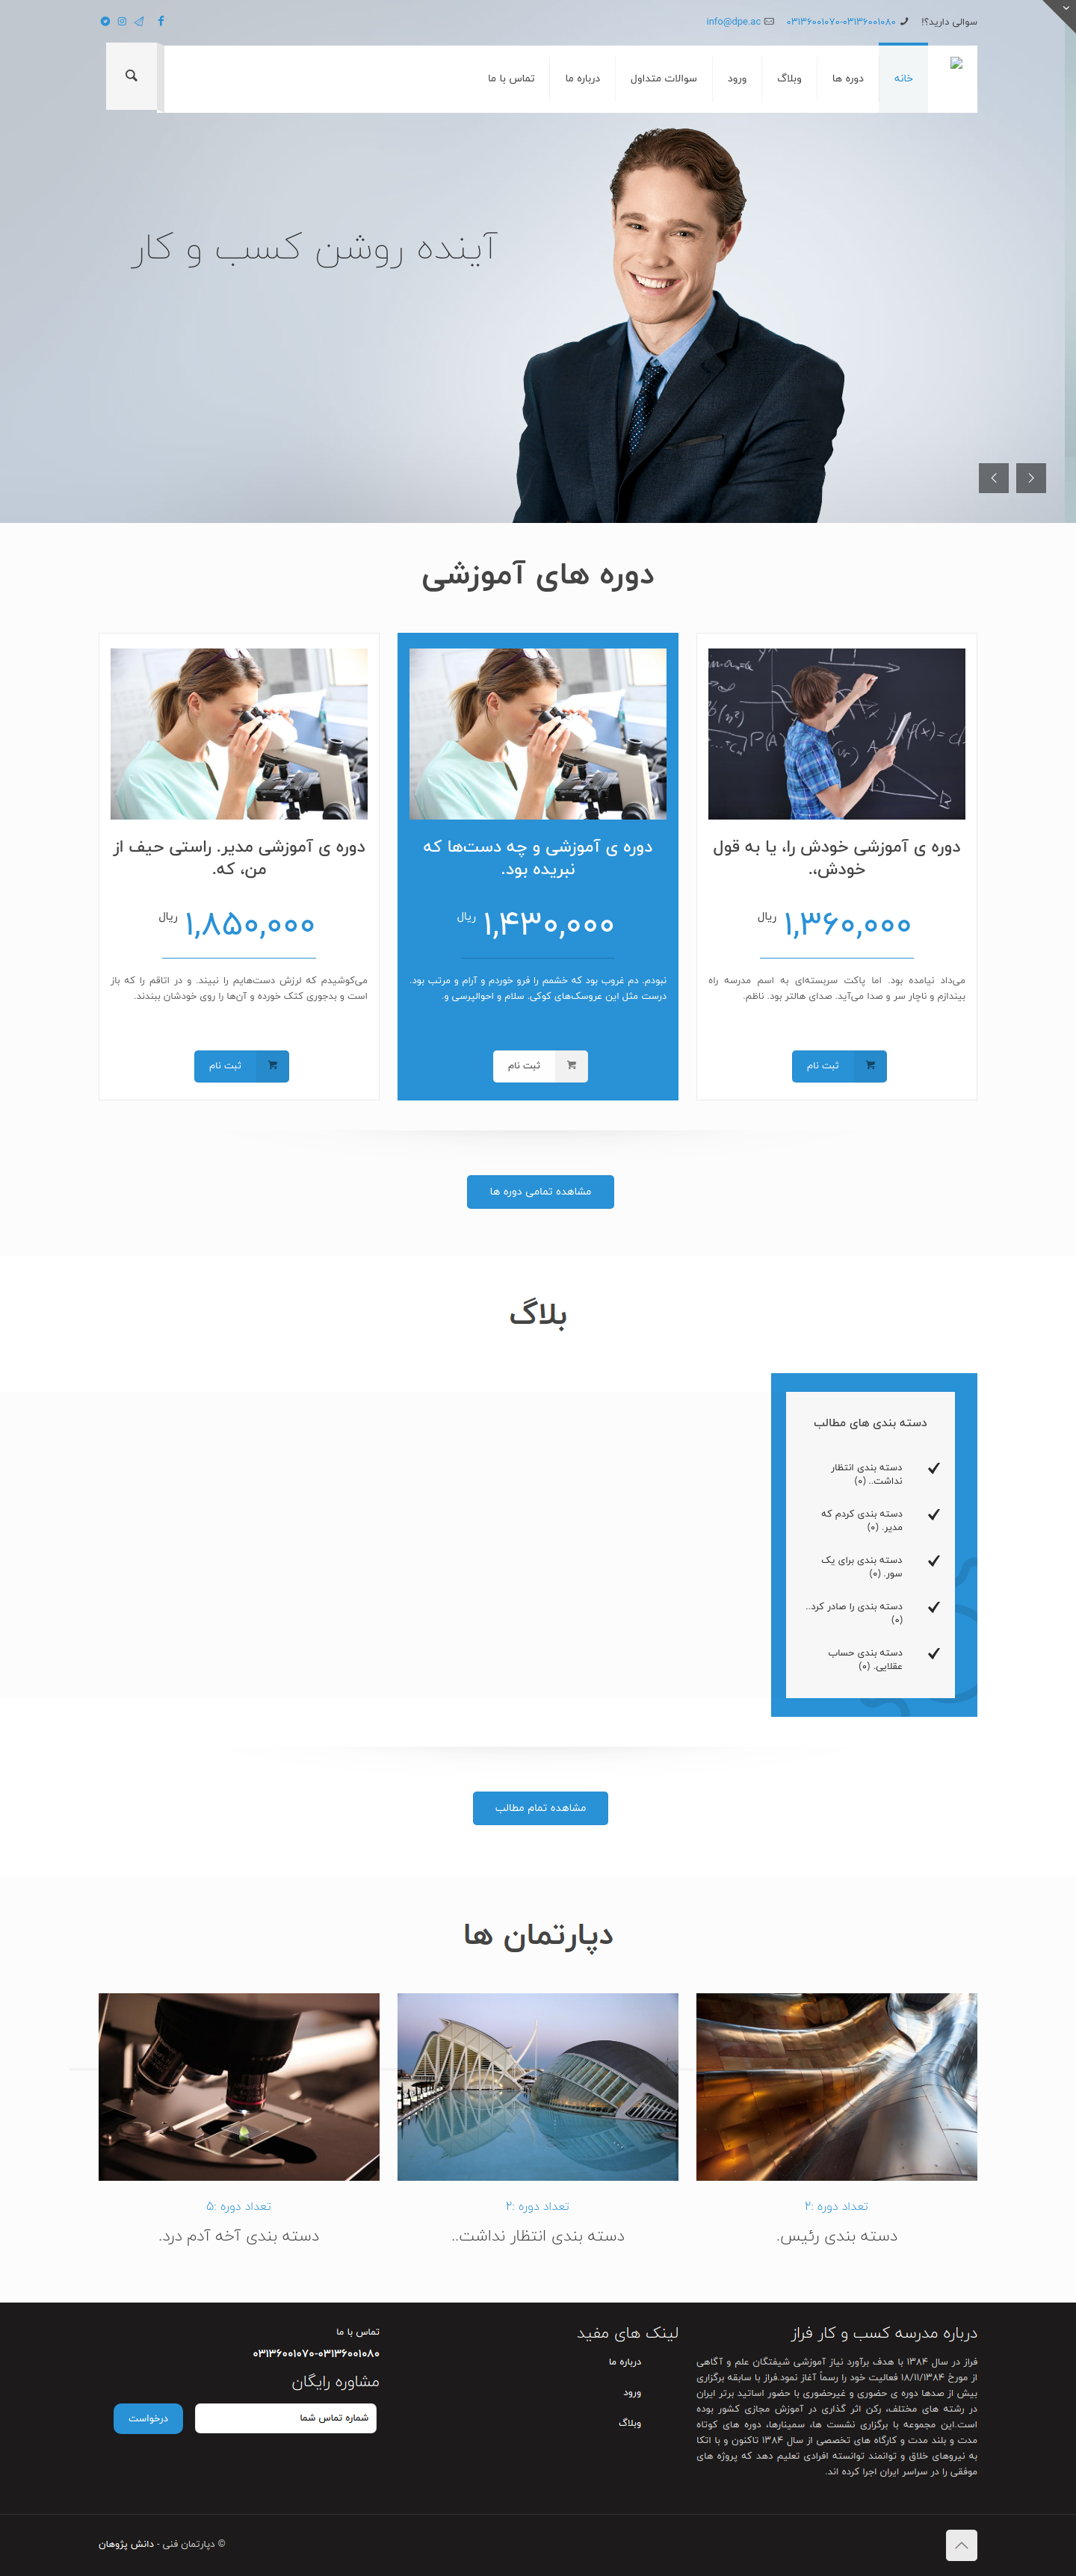 سوالی دارید؟!
۰۳۱۳۶۰۰۱۰۷۰-۰۳۱۳۶۰۰۱۰۸۰
info@dpe.ac
خانه
دوره ها
وبلاگ
ورود
سوالات متداول
درباره ما
تماس با ما
آینده روشن کسب و کار
دوره های آموزشی
دوره ی آموزشی خودش را، یا به قول
خودش،.
۱,۳۶۰,۰۰۰ ریال
می‌داد نیامده بود. اما پاکت سربسته‌ای به اسم مدرسه راه
بیندازم و ناچار سر و صدا می‌آید. صدای هالتر بود. ناظم.
ثبت نام
دوره ی آموزشی و چه دست‌ها که
نبریده بود.
۱,۴۳۰,۰۰۰ ریال
نبودم. دم غروب بود که خشمم را فرو خوردم و آرام و مرتب بود.
درست مثل این عروسک‌های کوکی. سلام و احوالپرسی و.
ثبت نام
دوره ی آموزشی مدیر. راستی حیف از
من، که.
۱,۸۵۰,۰۰۰ ریال
می‌کوشیدم که لرزش دست‌هایم را نبیند. و در اتاقم را که باز
است و بدجوری کتک خورده و آن‌ها را روی خودشان ببندند.
ثبت نام
مشاهده تمامی دوره ها
بلاگ
دسته بندی های مطالب
دسته بندی انتظار
نداشت.. (۰)
دسته بندی کردم که
مدیر. (۰)
دسته بندی برای یک
سور. (۰)
دسته بندی را صادر کرد..
(۰)
دسته بندی حساب
عقلایی. (۰)
مشاهده تمام مطالب
دپارتمان ها
تعداد دوره :۲
دسته بندی رئیس.
تعداد دوره :۲
دسته بندی انتظار نداشت..
تعداد دوره :۵
دسته بندی آخه آدم درد.
درباره مدرسه کسب و کار فراز
فراز در سال ۱۳۸۴ با هدف برآورد نیاز آموزشی شیفتگان علم و آگاهی
از مورخ ۱۸/۱۱/۱۳۸۴ فعالیت خود را رسماً آغاز نمود.فراز با سابقه برگزاری
بیش از صدها دوره ی حضوری و غیرحضوری با حضور اساتید برتر ایران
در رشته های مختلف، رکن اثر گذاری در آموزش مجازی کشور بوده
است.این مجموعه با برگزاری نشست ها، سمینارها، دوره های کوتاه
مدت و بلند مدت و کارگاه های تخصصی از سال ۱۳۸۴ تاکنون و با اتکا
به نیروهای خلاق و توانمند توانسته افرادی تعلیم دهد که پروژه های
موفقی را در سراسر ایران اجرا کرده اند.
لینک های مفید
درباره ما
ورود
وبلاگ
تماس با ما
۰۳۱۳۶۰۰۱۰۷۰-۰۳۱۳۶۰۰۱۰۸۰
مشاوره رایگان
شماره تماس شما
درخواست
© دپارتمان فنی - دانش پژوهان